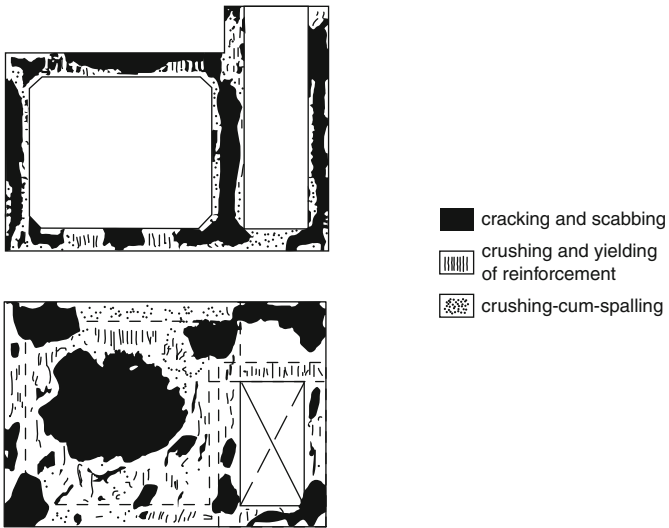 cracking and scabbing
crushing and yielding
of reinforcement
crushing-cum-spalling